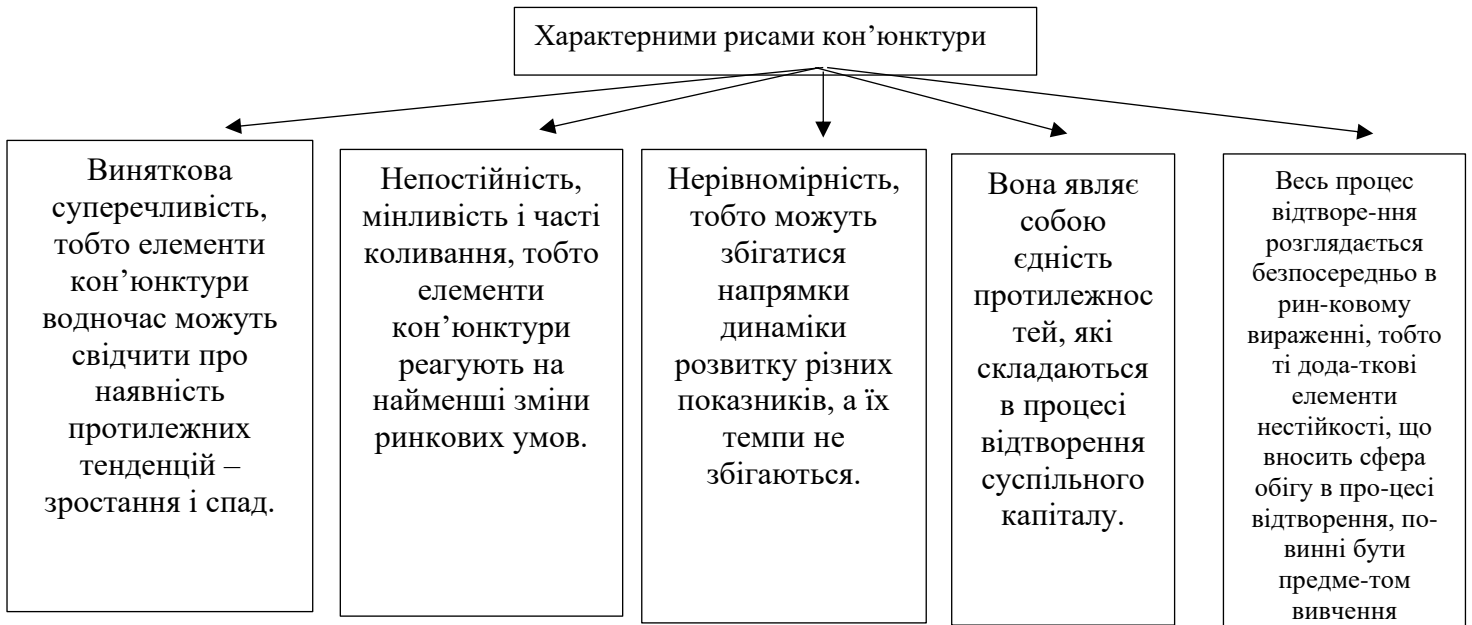 Характерними рисами кон’юнктури
Виняткова
суперечливість,
тобто елементи
кон’юнктури
водночас можуть
свідчити про
наявність
протилежних
тенденцій –
зростання і спад.
Непостійність,
мінливість і часті
коливання, тобто
елементи
кон’юнктури
реагують на
найменші зміни
ринкових умов.
Нерівномірність,
тобто можуть
збігатися
напрямки
динаміки
розвитку різних
показників, а їх
темпи не
збігаються.
Вона являє
собою
єдність
протилежнос
тей, які
складаються
в процесі
відтворення
суспільного
капіталу.
Весь процес
відтворе-ння
розглядається
безпосередньо в
рин-ковому
вираженні, тобто
ті дода-ткові
елементи
нестійкості, що
вносить сфера
обігу в про-цесі
відтворення, по-
винні бути
предме-том
вивчення